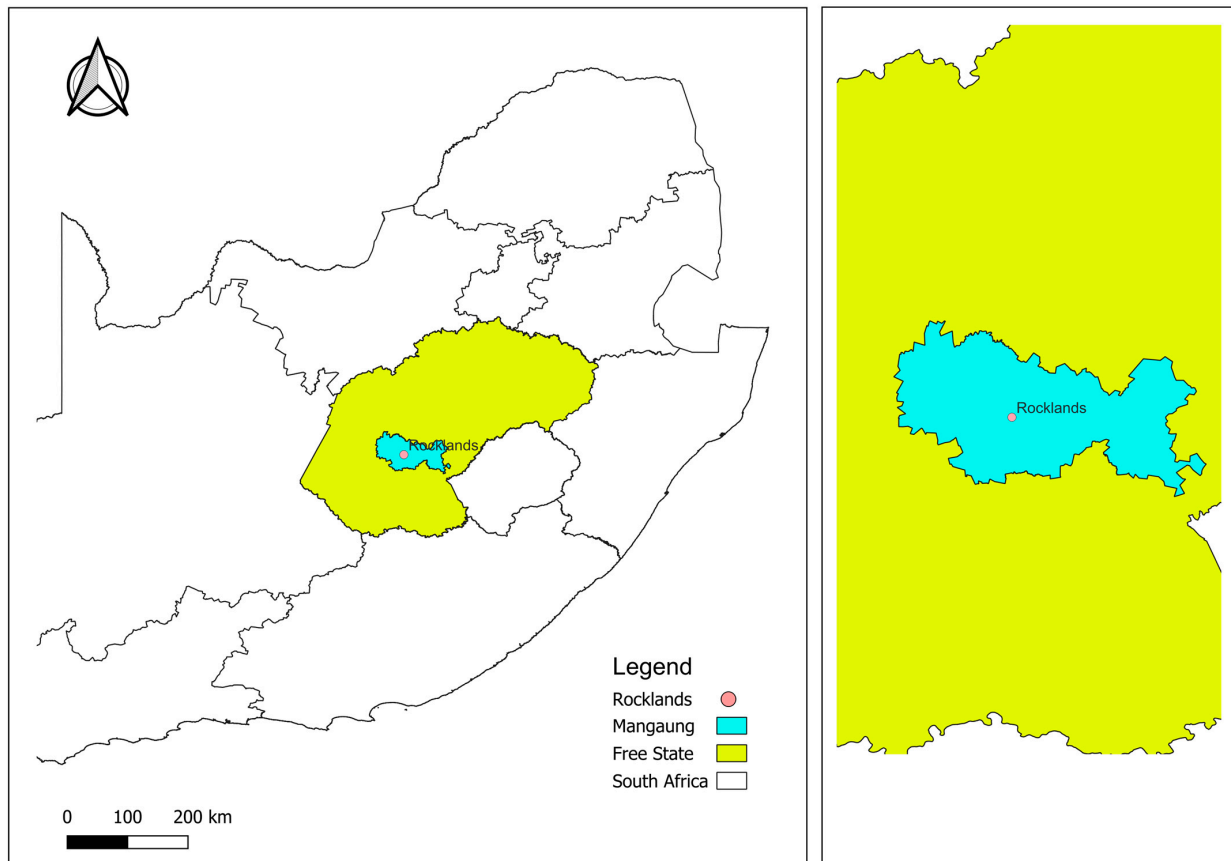 Rocklands
Legend
Rocklands
Mangaung
Free State
South Africa
0 100 200 km
Rocklands